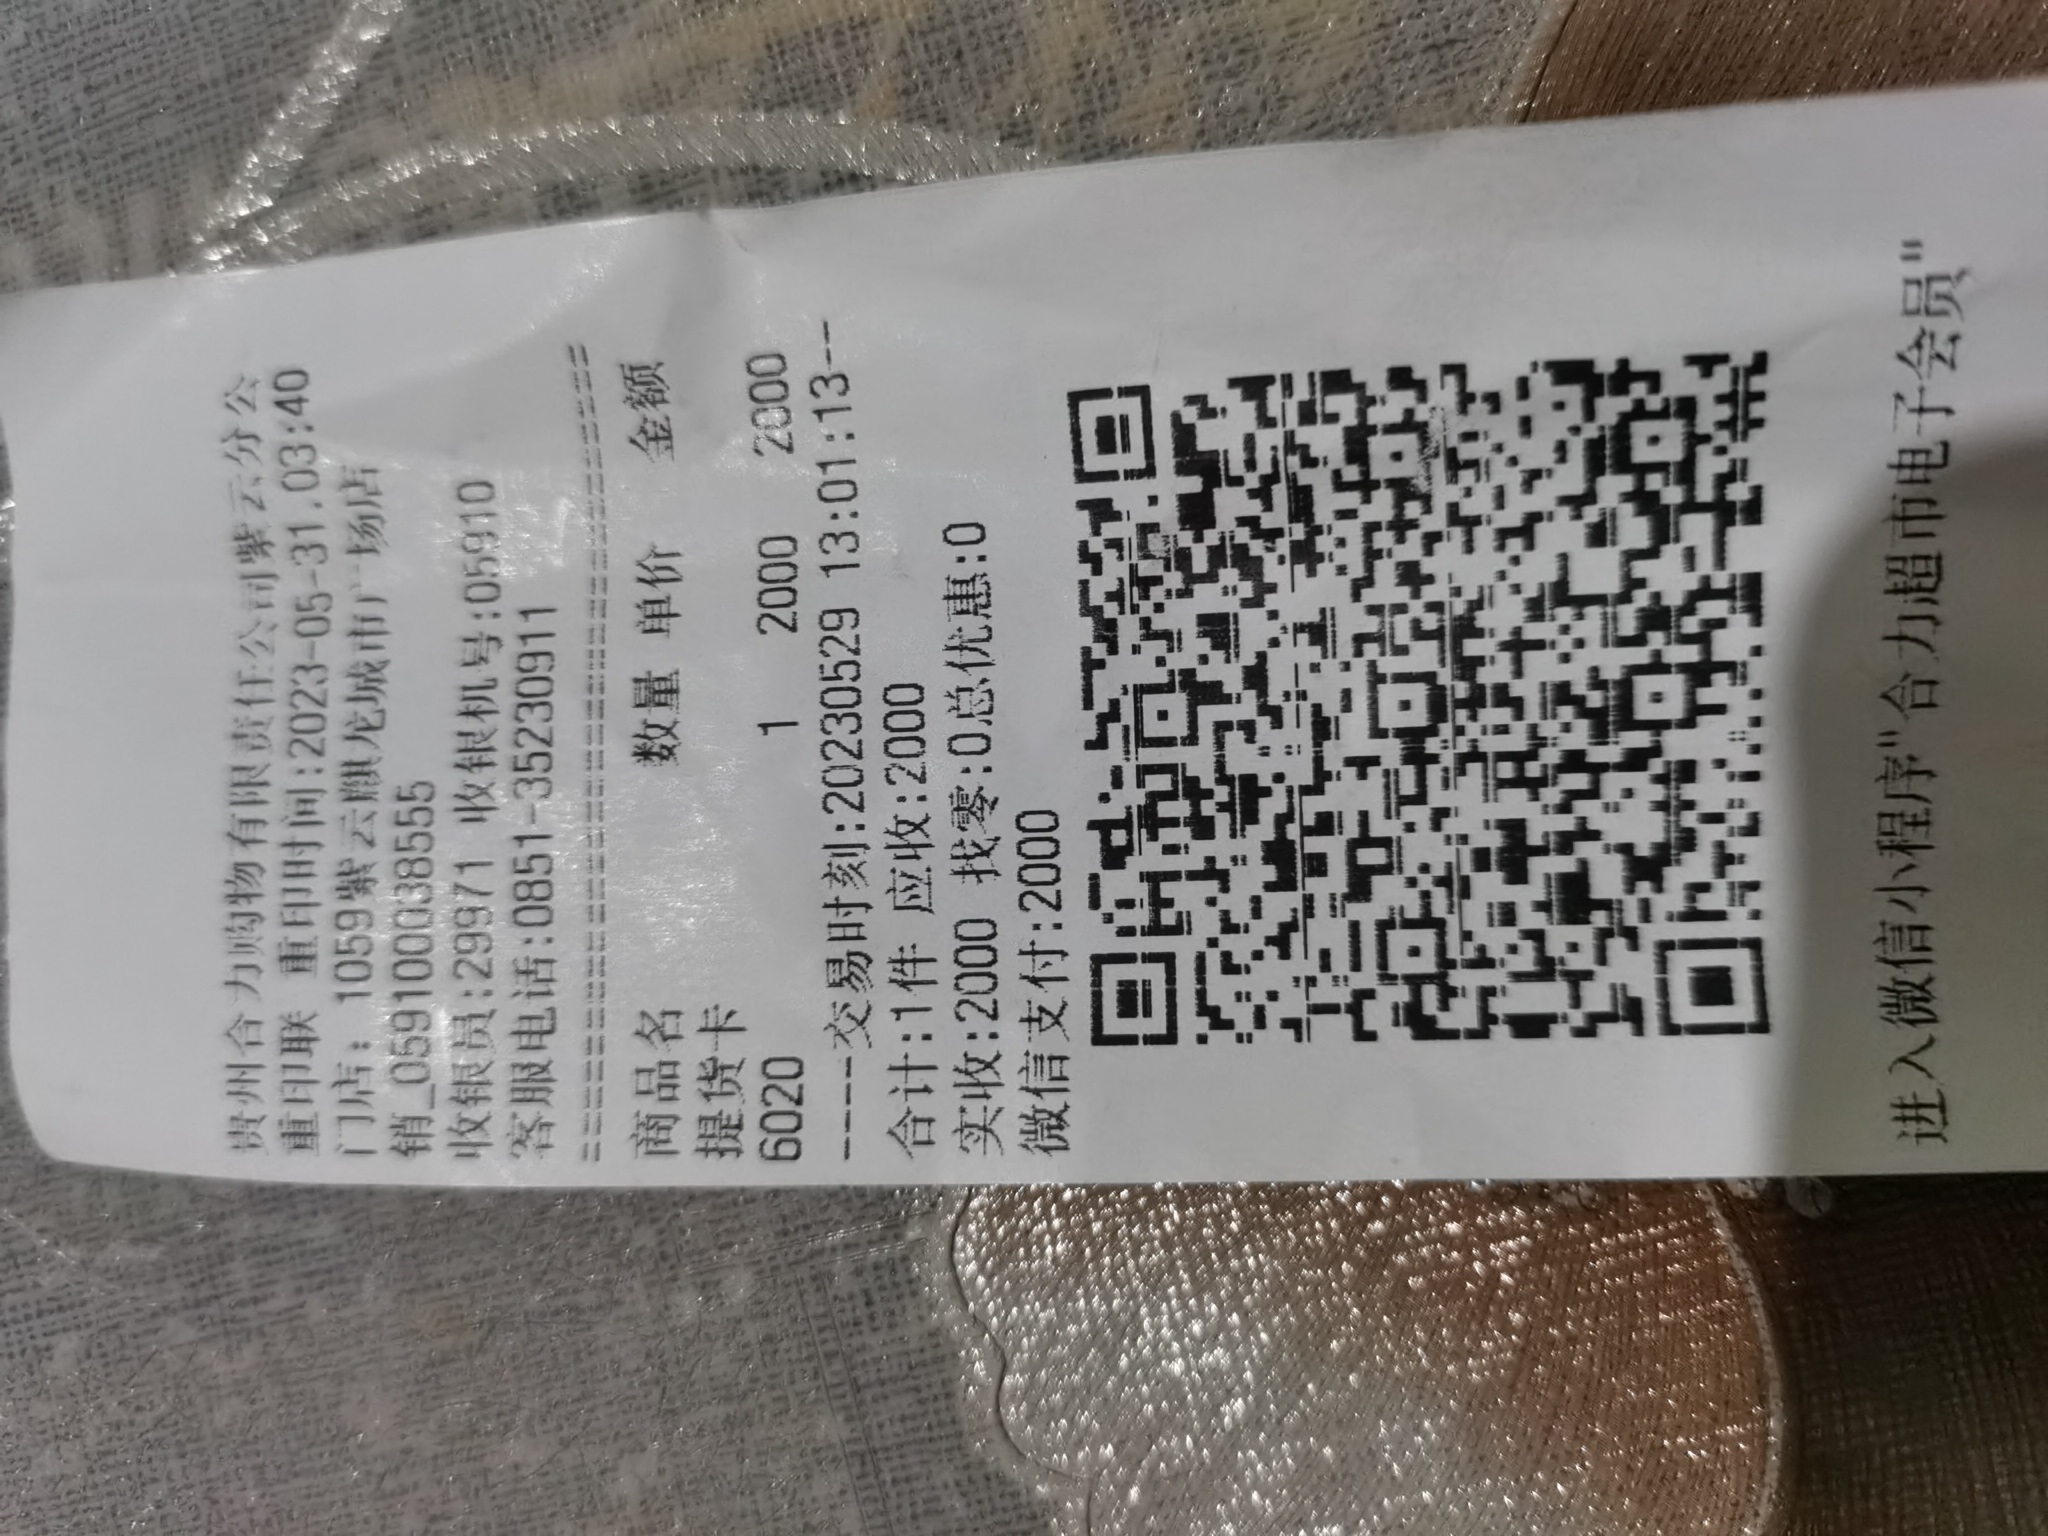 贵州合力购物有限责任公司紫云分公
重印联 重印时间:2023-05-31.03:40
门店: 1059紫云麒龙城市广场店
销_059100038555
收银员:29971 收银机号:05910
客服电话:0851-35230911
================================
商品名 数量 单价 金额
提货卡
6020 1 2000 2000
-----交易时刻:20230529 13:01:13--
合计:1件 应收:2000
实收:2000 找零:0总优惠:0
微信支付:2000
进入微信小程序"合力超市电子会员"